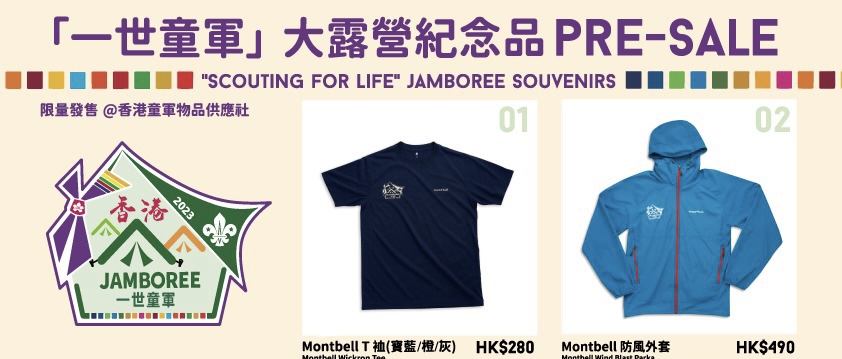 「一世童軍」大露營紀念品 PRE-SALE
"SCOUTING FOR LIFE" JAMBOREE SOUVENIRS
限量發售 @香港童軍物品供應社
香港
2023
JAMBOREE
一世童軍
01
montbell
Montbell T 袖(寶藍/橙/灰) HK$280
Montbell Wickron Tee
02
montbell
Montbell 防風外套 HK$490
Montbell Wind Blast Parka